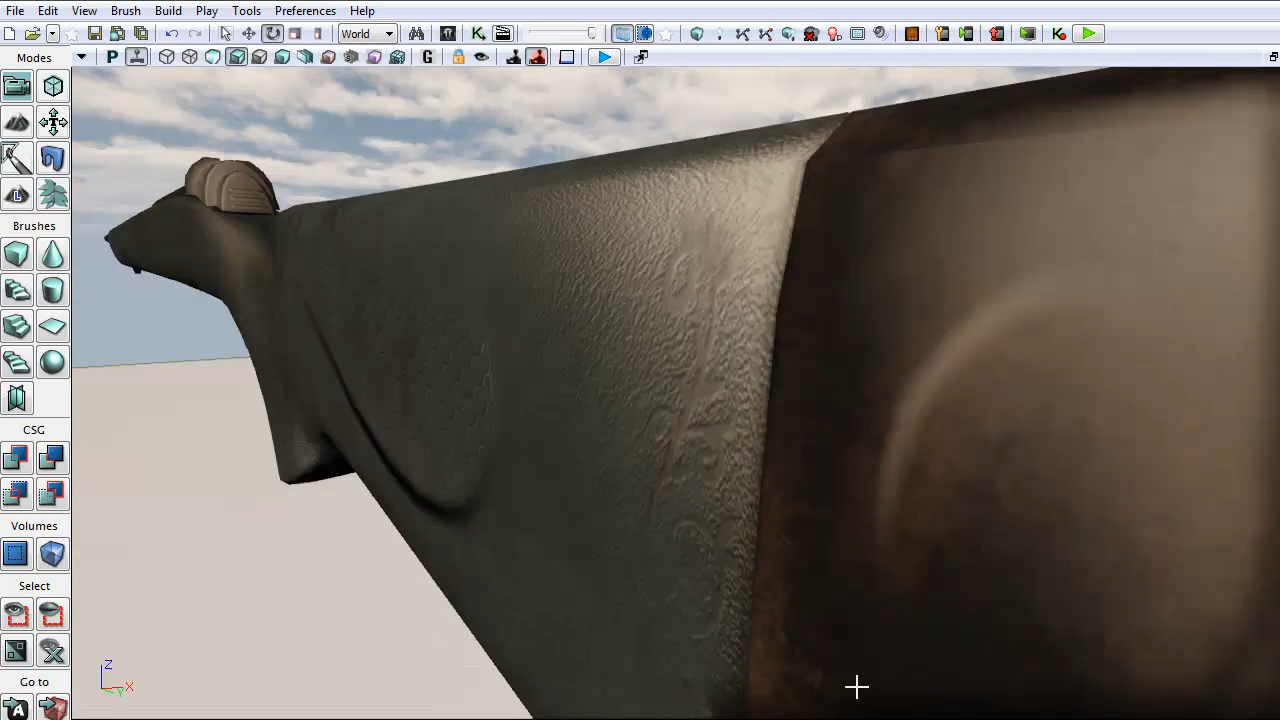 File Edit View Brush Build Play Tools Preferences Help
World
P G
Modes
L
Brushes
CSG
Volumes
Select
Go to
A
Z
X
Y